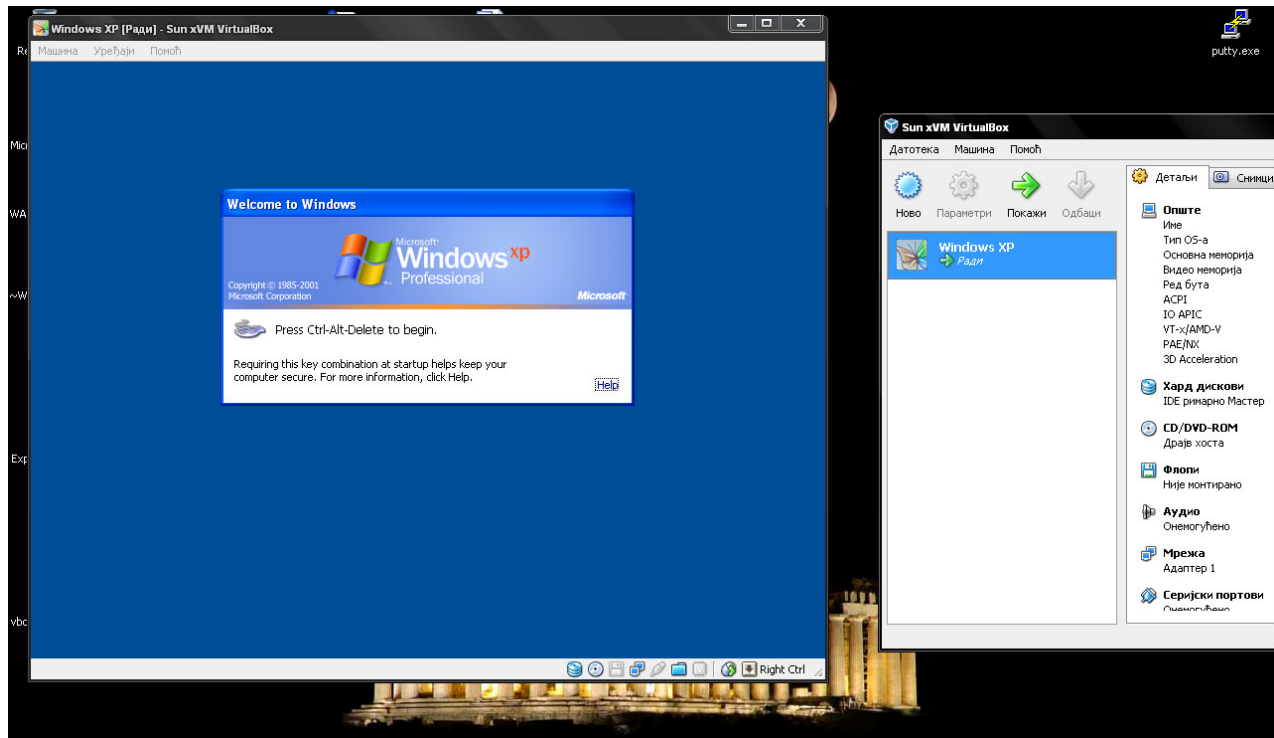 Windows XP [Ради] - Sun xVM VirtualBox
Машина Уређаји Помоћ
Welcome to Windows
Microsoft
Windows xp
Professional
Copyright © 1985-2001
Microsoft Corporation
Microsoft
Press Ctrl-Alt-Delete to begin.
Requiring this key combination at startup helps keep your
computer secure. For more information, click Help.
Help
Right Ctrl
putty.exe
Sun xVM VirtualBox
Датотека Машина Помоћ
Ново Параметри Покажи Одбаци
Windows XP
Ради
Детаљи Снимци
Опште
Име
Тип OS-а
Основна меморија
Видео меморија
Ред бута
ACPI
IO APIC
VT-x/AMD-V
PAE/NX
3D Acceleration
Хард дискови
IDE примарно Мастер
CD/DVD-ROM
Драјв хоста
Флопи
Није монтирано
Аудио
Онемогућено
Мрежа
Адаптер 1
Серијски портови
Онемогућено